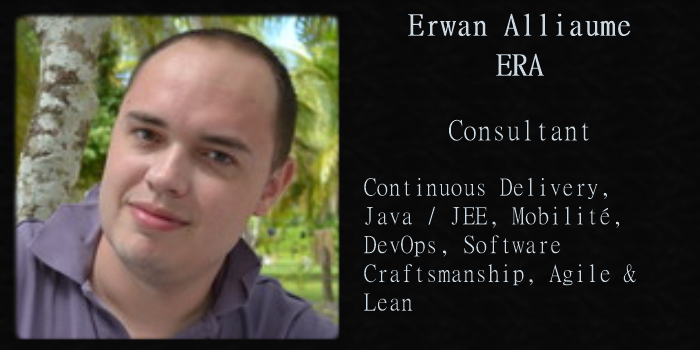 Erwan Alliaume
ERA
Consultant
Continuous Delivery,
Java / JEE, Mobilité,
DevOps, Software
Craftsmanship, Agile &
Lean